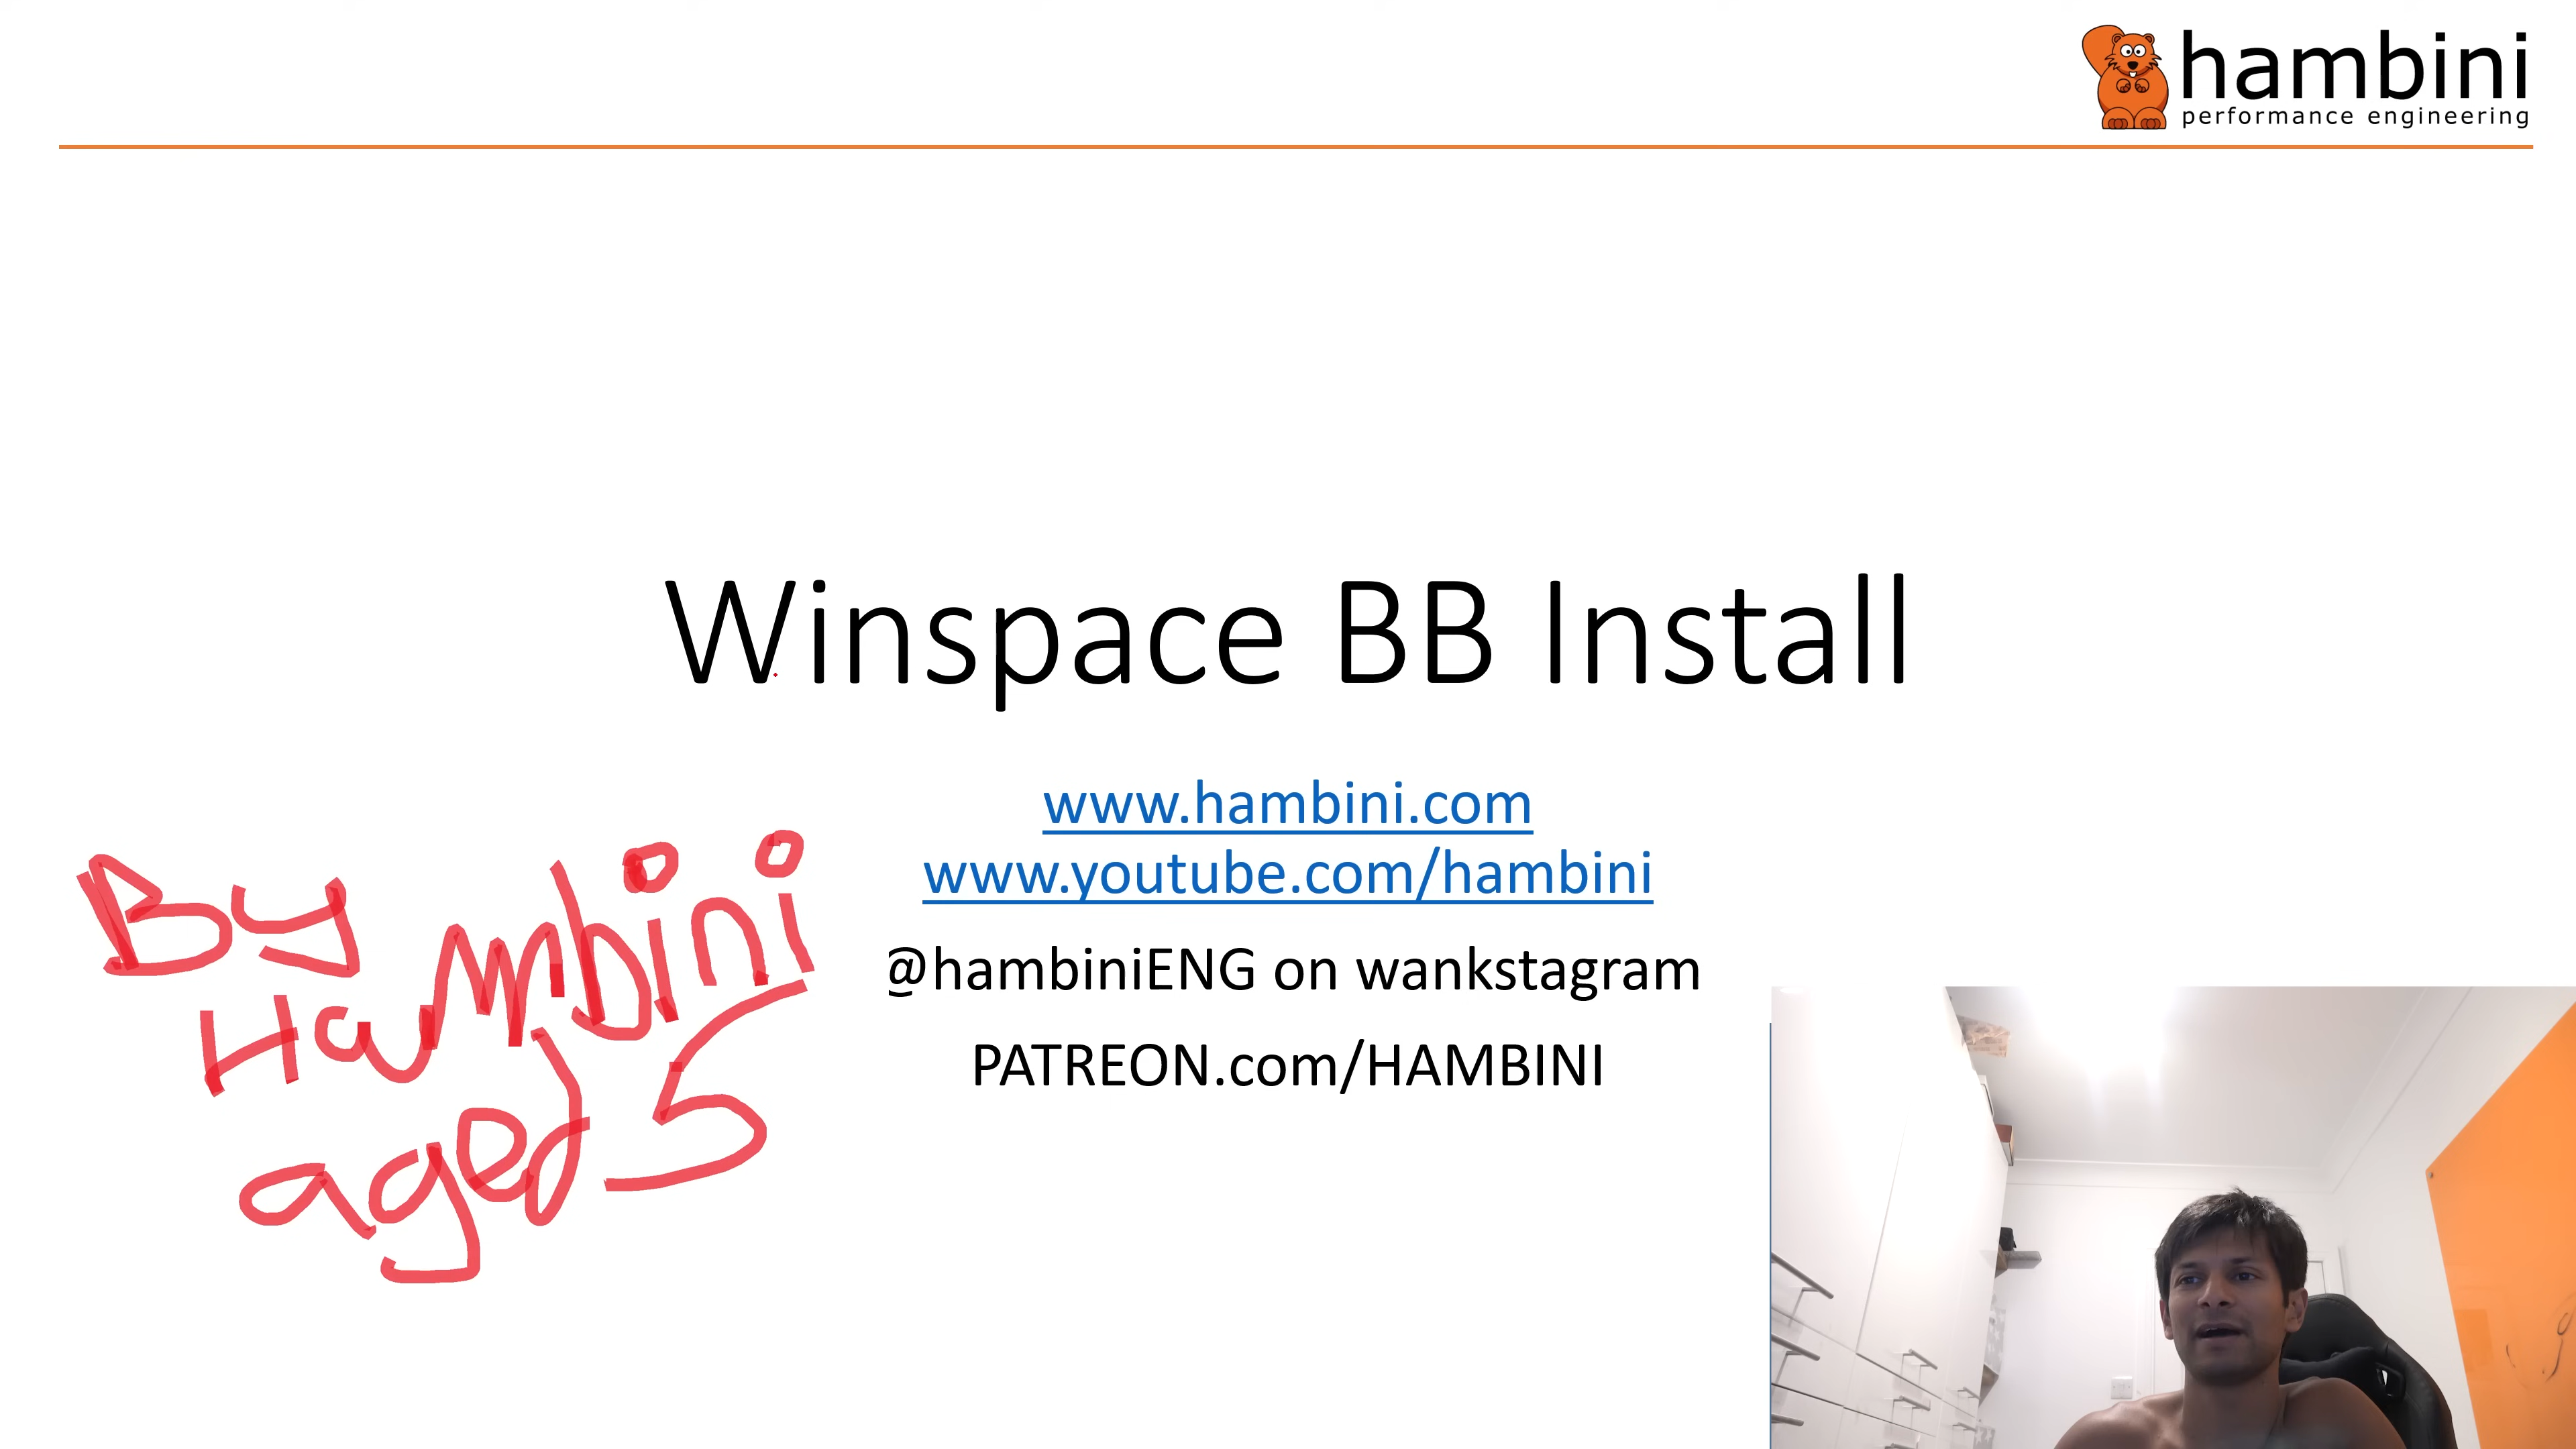 hambini
performance engineering
Winspace BB Install
www.hambini.com
www.youtube.com/hambini
@hambiniENG on wankstagram
PATREON.com/HAMBINI
By
Hambini
aged 5